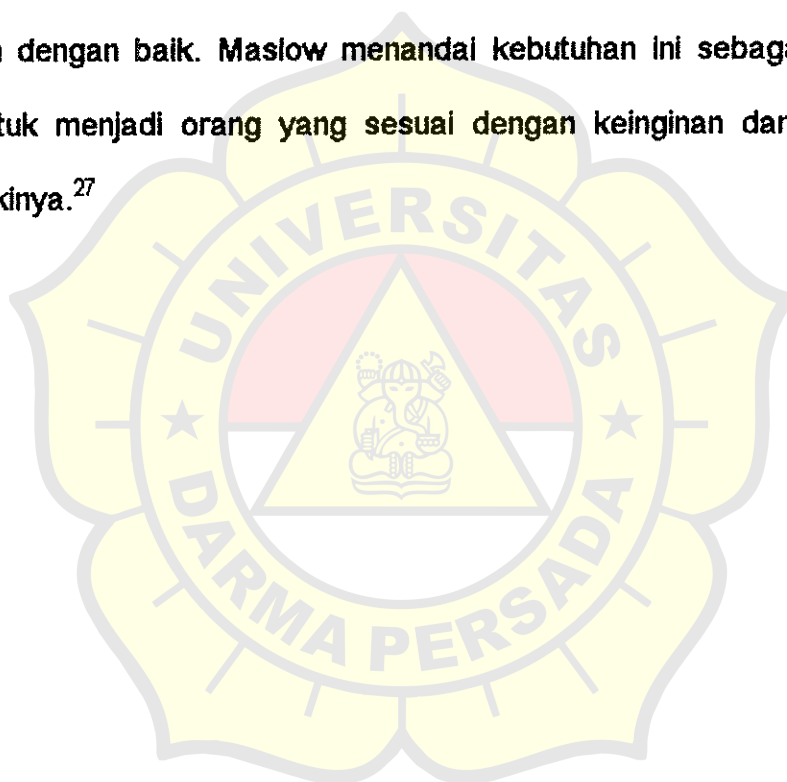 dengan baik. Maslow menandai kebutuhan ini sebaga
tuk menjadi orang yang sesuai dengan keinginan dar
kinya.27
UNIVERSITAS
DARMA PERSADA